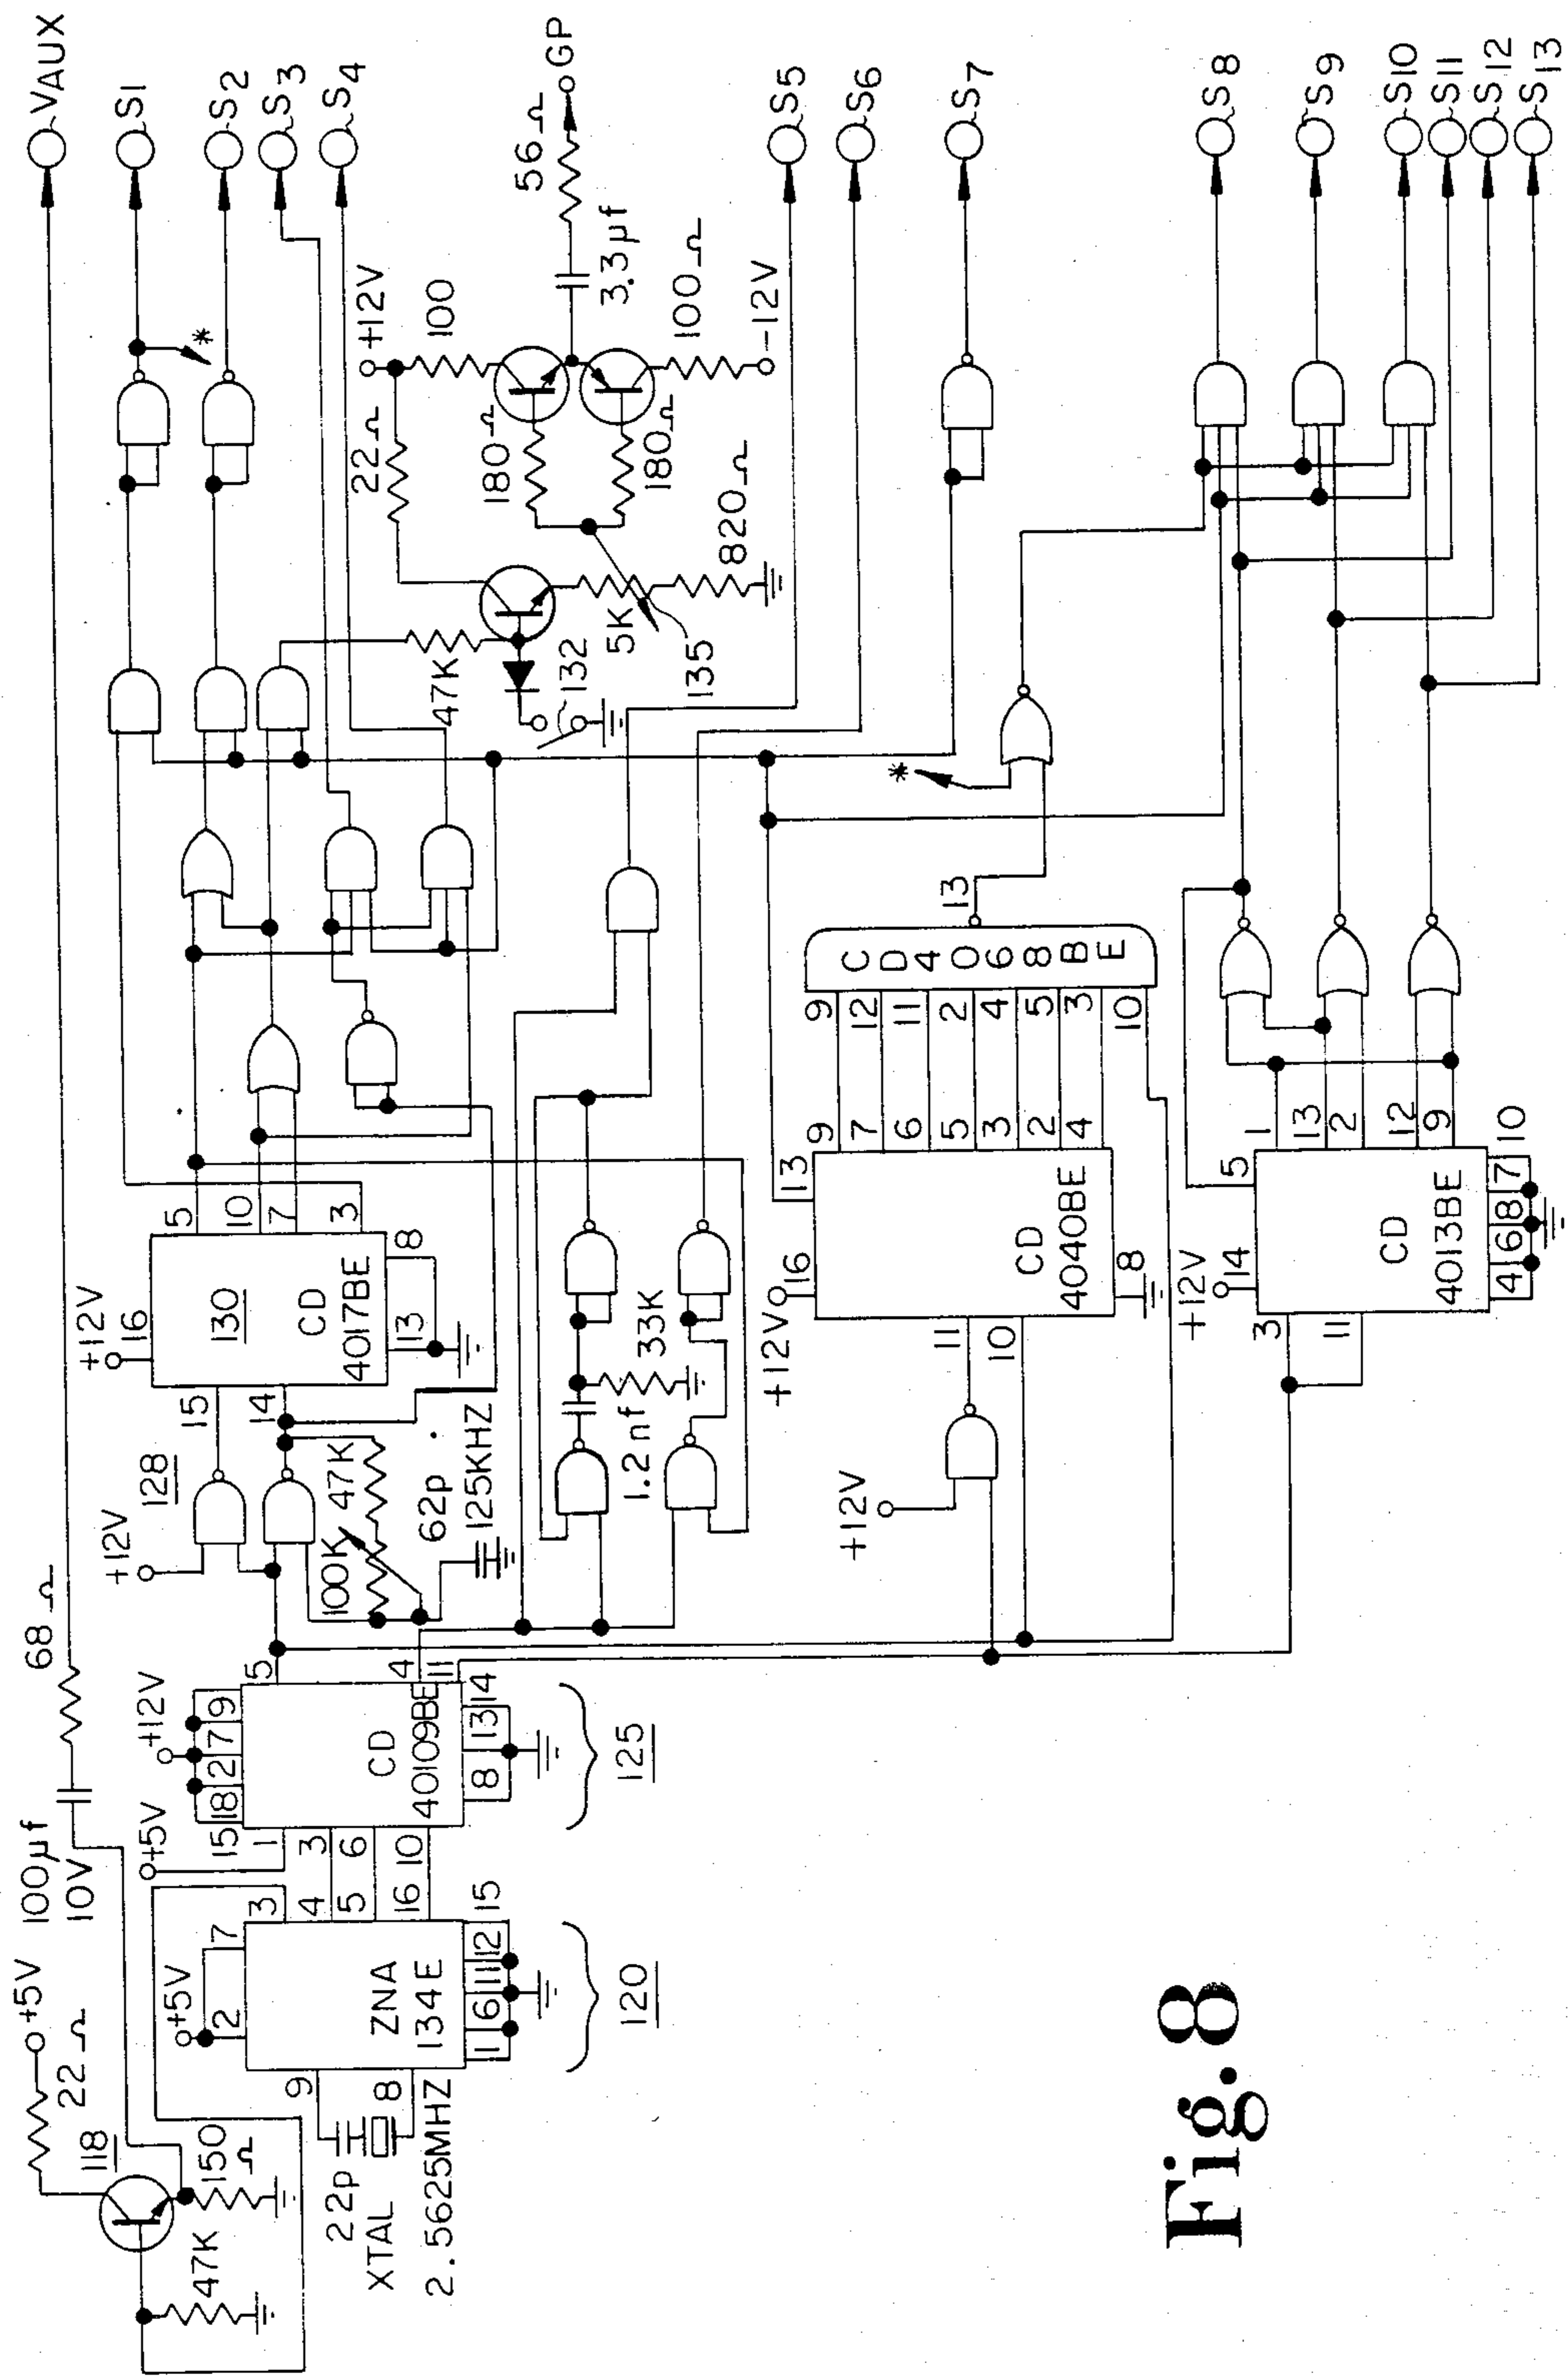 100µf
10V
68Ω
VAUX
+5V
22Ω
118
47K
150
Ω
+5V
2
7
3
9
22p
XTAL
8
2.5625MHZ
ZNA
134E
4
5
16
1 6 11 12 15
120
+5V
+12V
15 18 2 7 9
1
3
6
10
CD
40109BE
5
4
11
8 13 14
125
+12V
128
15
14
100K
47K
62p
125KHZ
+12V
16
130
CD
4017BE
13 8
5
10
7
3
1.2nf
33K
*
S1
S2
S3
S4
+12V
22Ω
100
180Ω
180Ω
100Ω
-12V
3.3µf
56Ω
GP
47K
132
5K
820Ω
135
S5
S6
S7
+12V
+12V
16
13
11
10
CD
4040BE
8
9
7
6
5
3
2
4
9
12
11
2
4
5
3
10
CD4068BE
13
*
+12V
14
5
3
11
CD
4013BE
4 6 8 7 10
1
13
2
12
9
S8
S9
S10
S11
S12
S13
Fig.8